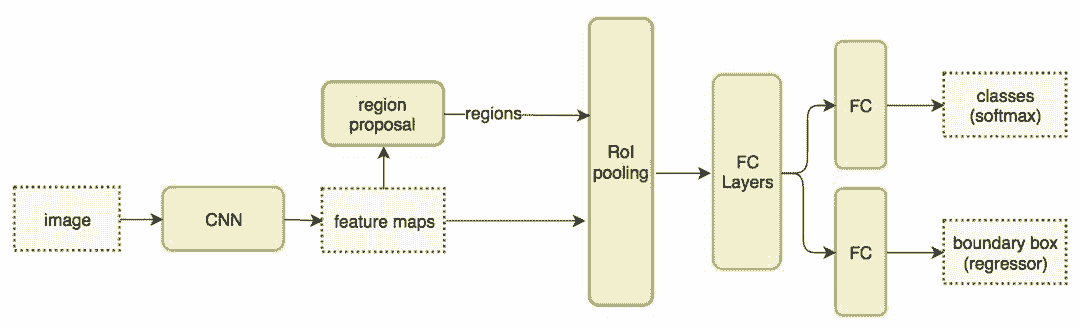 image
CNN
region
proposal
feature maps
regions
RoI
pooling
FC
Layers
FC
classes
(softmax)
FC
boundary box
(regressor)